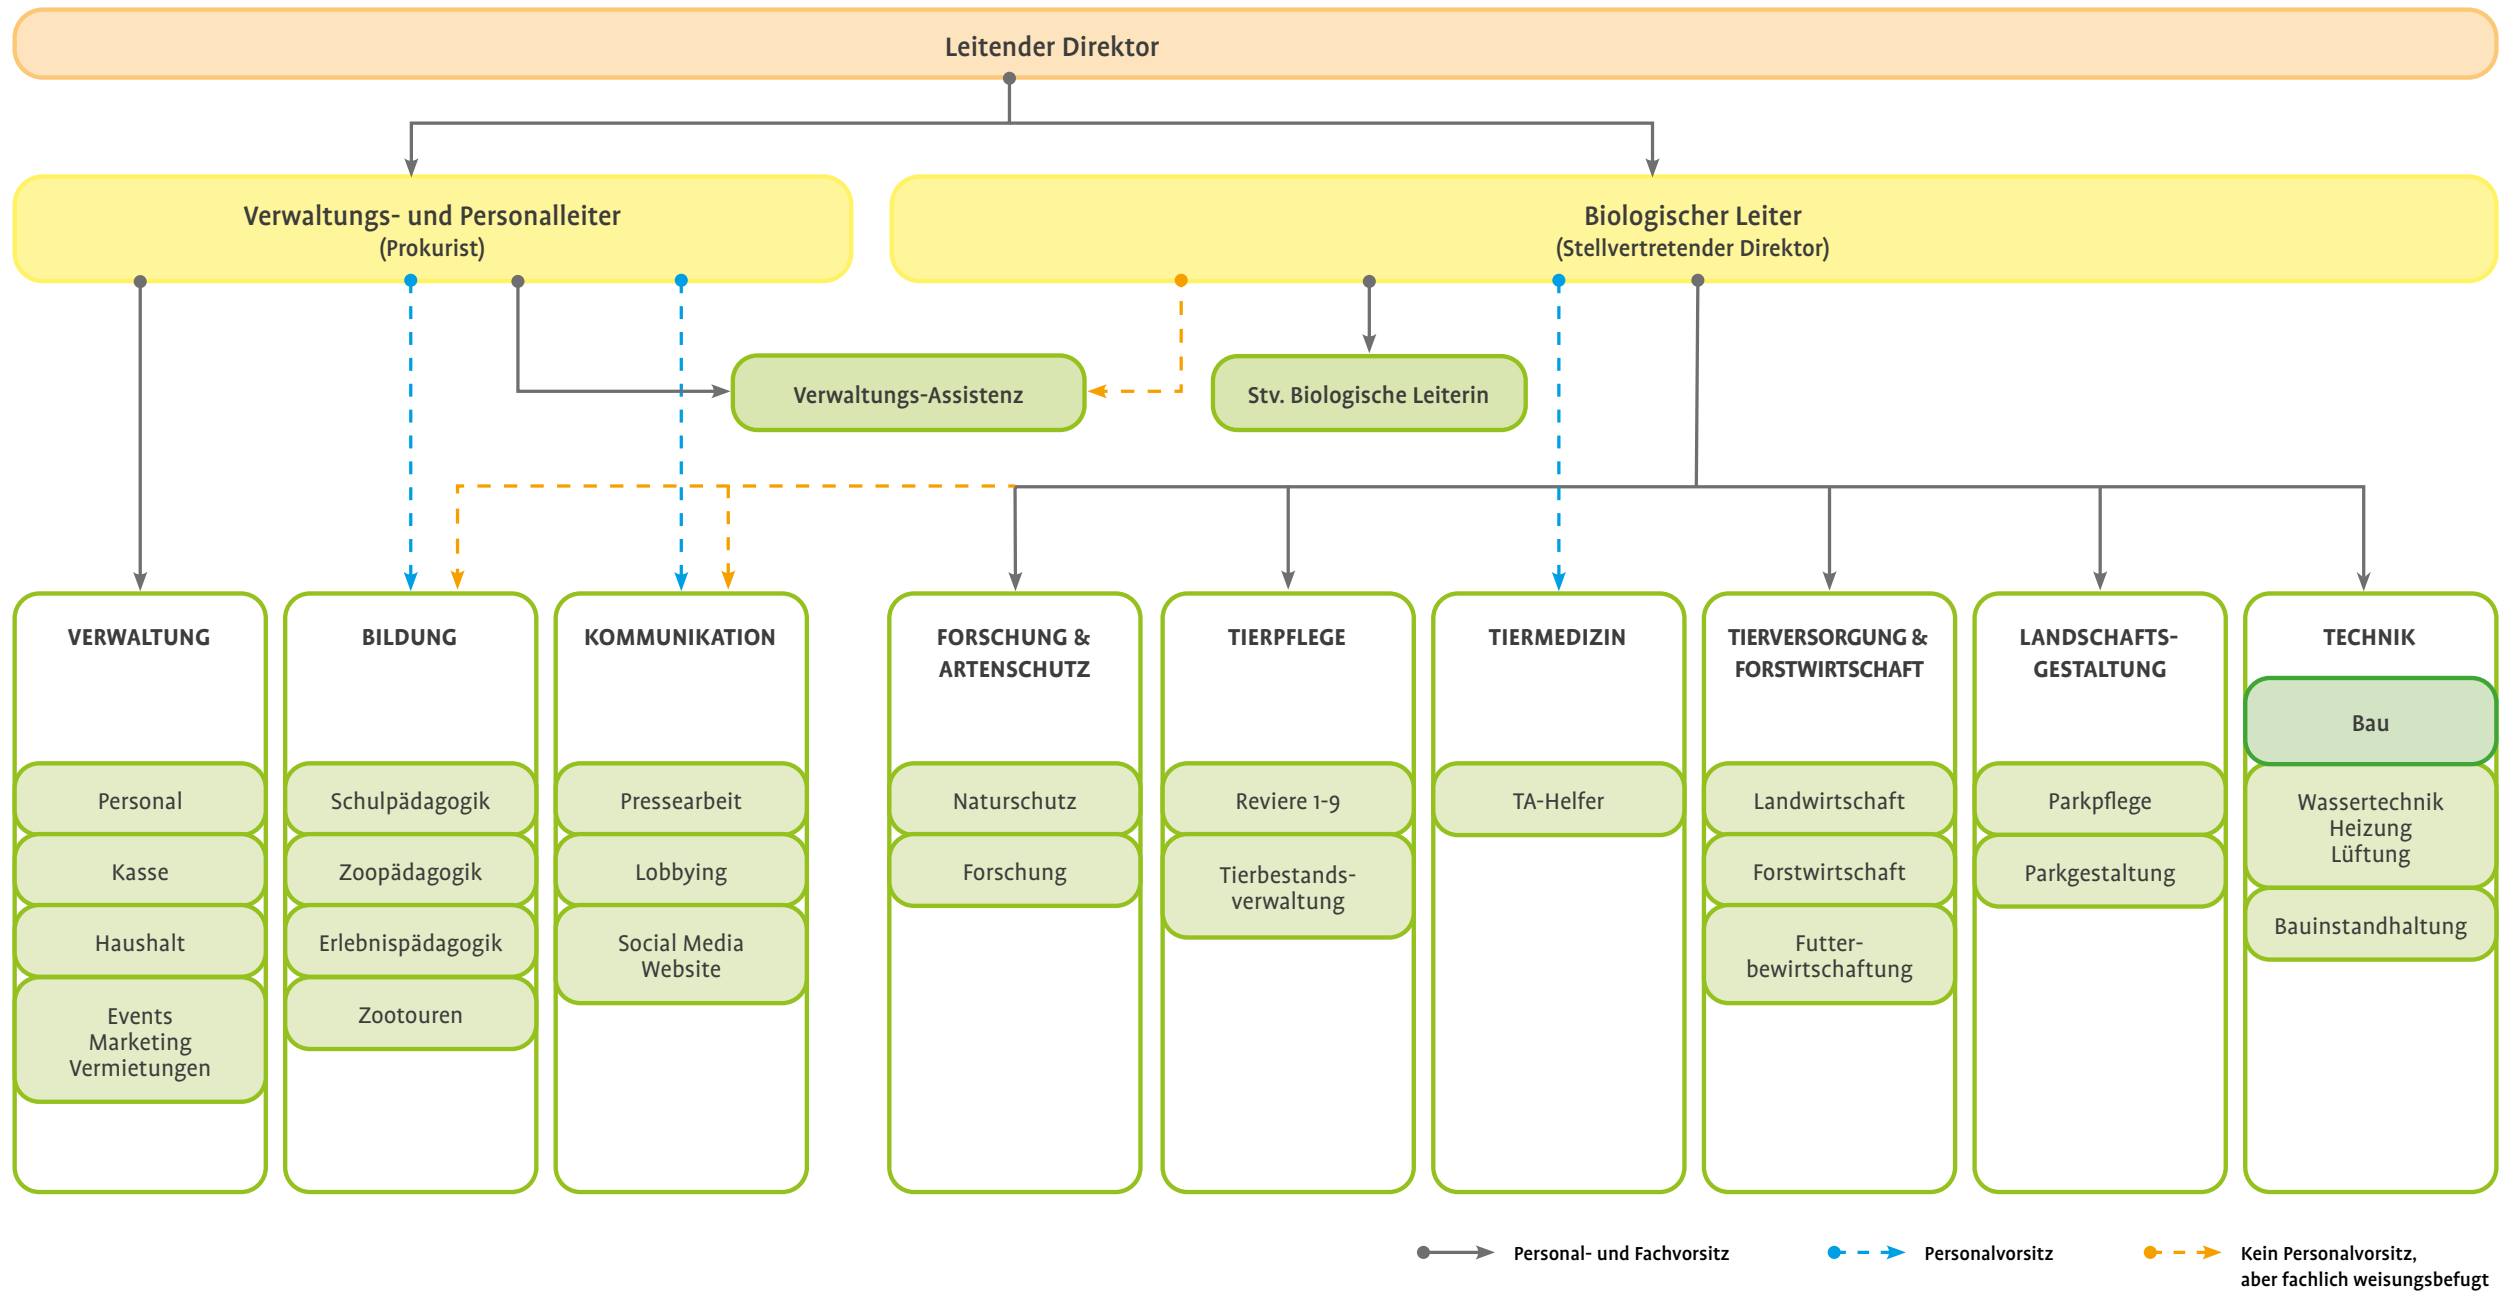 Leitender Direktor
Verwaltungs- und Personalleiter
(Prokurist)
Biologischer Leiter
(Stellvertretender Direktor)
Verwaltungs-Assistenz
Stv. Biologische Leiterin
VERWALTUNG
Personal
Kasse
Haushalt
Events
Marketing
Vermietungen
BILDUNG
Schulpädagogik
Zoopädagogik
Erlebnispädagogik
Zootouren
KOMMUNIKATION
Pressearbeit
Lobbying
Social Media
Website
FORSCHUNG &
ARTENSCHUTZ
Naturschutz
Forschung
TIERPFLEGE
Reviere 1-9
Tierbestands-
verwaltung
TIERMEDIZIN
TA-Helfer
TIERVERSORGUNG &
FORSTWIRTSCHAFT
Landwirtschaft
Forstwirtschaft
Futter-
bewirtschaftung
LANDSCHAFTS-
GESTALTUNG
Parkpflege
Parkgestaltung
TECHNIK
Bau
Wassertechnik
Heizung
Lüftung
Bauinstandhaltung
Personal- und Fachvorsitz
Personalvorsitz
Kein Personalvorsitz,
aber fachlich weisungsbefugt